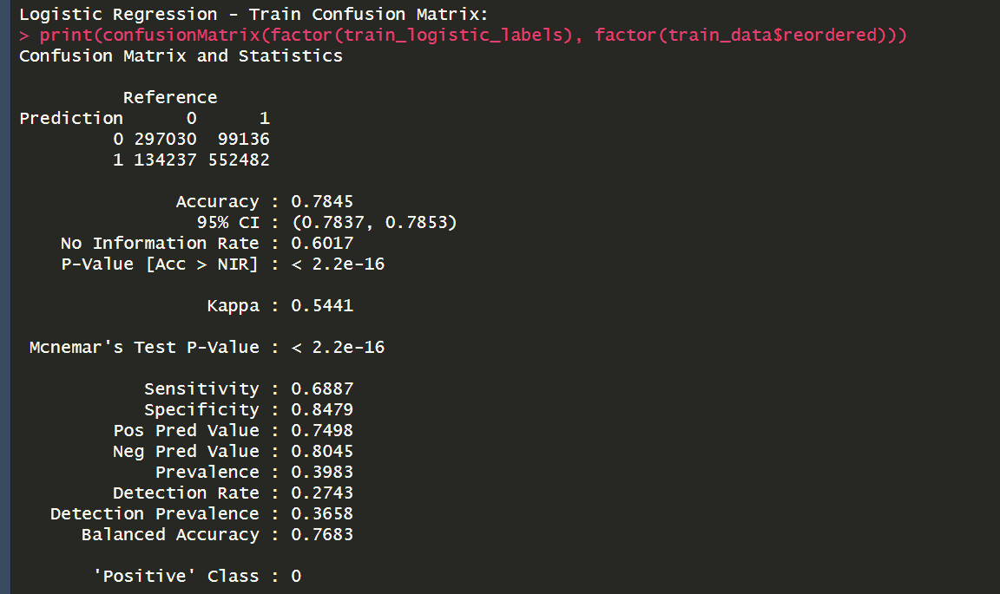 Logistic Regression - Train Confusion Matrix:
> print(confusionMatrix(factor(train_logistic_labels), factor(train_data$reordered)))
Confusion Matrix and Statistics
Reference
Prediction 0 1
0 297030 99136
1 134237 552482
Accuracy : 0.7845
95% CI : (0.7837, 0.7853)
No Information Rate : 0.6017
P-Value [Acc > NIR] : < 2.2e-16
Kappa : 0.5441
Mcnemar's Test P-Value : < 2.2e-16
Sensitivity : 0.6887
Specificity : 0.8479
Pos Pred Value : 0.7498
Neg Pred Value : 0.8045
Prevalence : 0.3983
Detection Rate : 0.2743
Detection Prevalence : 0.3658
Balanced Accuracy : 0.7683
'Positive' Class : 0